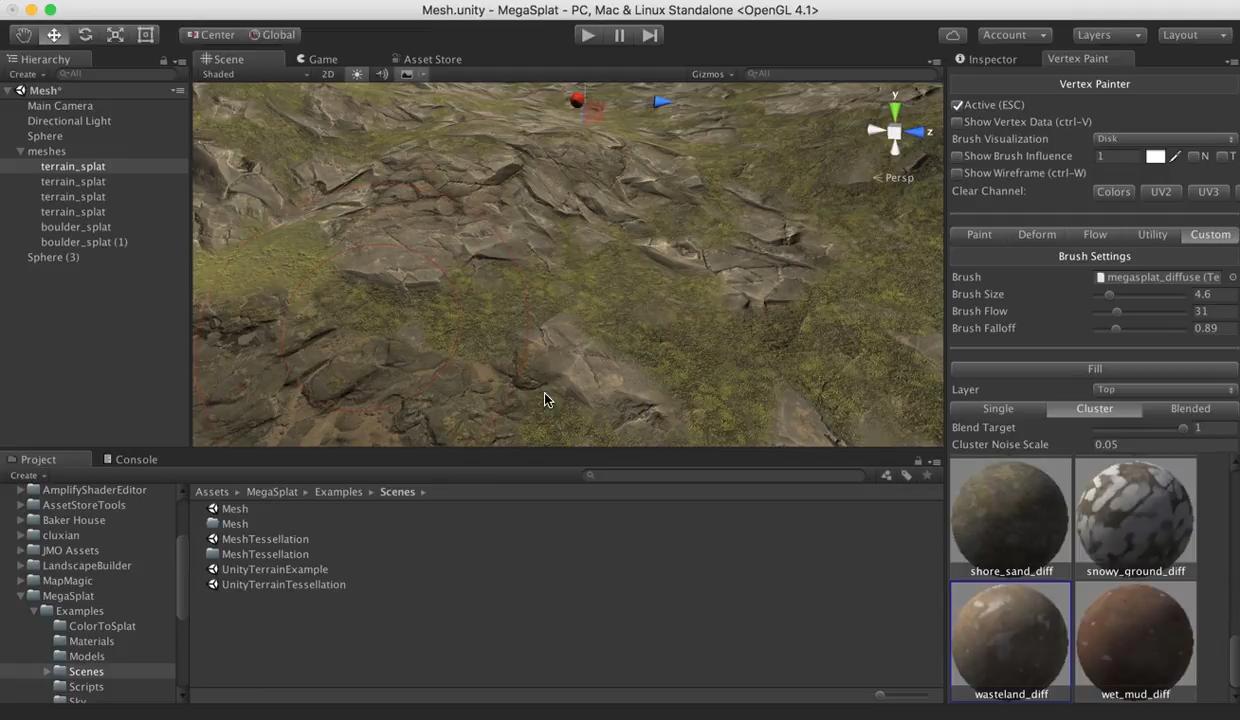 Mesh.unity - MegaSplat - PC, Mac & Linux Standalone <OpenGL 4.1>
Center Global Account Layers Layout
Hierarchy
Create All
Mesh*
Main Camera
Directional Light
Sphere
meshes
terrain_splat
terrain_splat
terrain_splat
terrain_splat
boulder_splat
boulder_splat (1)
Sphere (3)
Scene Game Asset Store
Shaded 2D Gizmos All
y
z
Persp
Inspector Vertex Paint
Vertex Painter
Active (ESC)
Show Vertex Data (ctrl-V)
Brush Visualization Disk
Show Brush Influence 1 N T
Show Wireframe (ctrl-W)
Clear Channel: Colors UV2 UV3
Paint Deform Flow Utility Custom
Brush Settings
Brush megasplat_diffuse (Te
Brush Size 4.6
Brush Flow 31
Brush Falloff 0.89
Fill
Layer Top
Single Cluster Blended
Blend Target 1
Cluster Noise Scale 0.05
shore_sand_diff snowy_ground_diff
wasteland_diff wet_mud_diff
Project Console
Create
AmplifyShaderEditor
AssetStoreTools
Baker House
cluxian
JMO Assets
LandscapeBuilder
MapMagic
MegaSplat
Examples
ColorToSplat
Materials
Models
Scenes
Scripts
Sky
Assets MegaSplat Examples Scenes
Mesh
Mesh
MeshTessellation
MeshTessellation
UnityTerrainExample
UnityTerrainTessellation